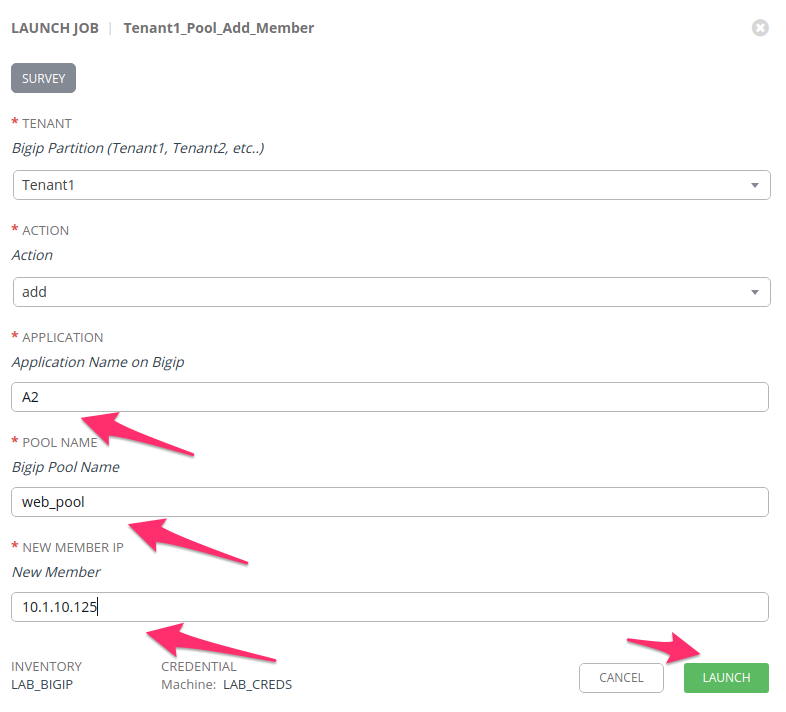 LAUNCH JOB | Tenant1_Pool_Add_Member
SURVEY
* TENANT
Bigip Partition (Tenant1, Tenant2, etc..)
Tenant1
* ACTION
Action
add
* APPLICATION
Application Name on Bigip
A2
* POOL NAME
Bigip Pool Name
web_pool
* NEW MEMBER IP
New Member
10.1.10.125
INVENTORY CREDENTIAL
LAB_BIGIP Machine: LAB_CREDS
CANCEL LAUNCH